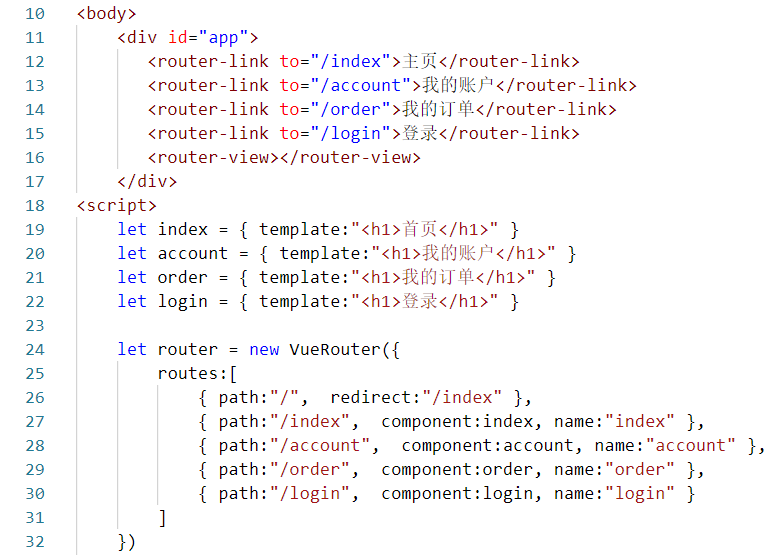 10 <body>
11 <div id="app">
12 <router-link to="/index">主页</router-link>
13 <router-link to="/account">我的账户</router-link>
14 <router-link to="/order">我的订单</router-link>
15 <router-link to="/login">登录</router-link>
16 <router-view></router-view>
17 </div>
18 <script>
19 let index = { template:"<h1>首页</h1>" }
20 let account = { template:"<h1>我的账户</h1>" }
21 let order = { template:"<h1>我的订单</h1>" }
22 let login = { template:"<h1>登录</h1>" }
23
24 let router = new VueRouter({
25 routes:[
26 { path:"/", redirect:"/index" },
27 { path:"/index", component:index, name:"index" },
28 { path:"/account", component:account, name:"account" },
29 { path:"/order", component:order, name:"order" },
30 { path:"/login", component:login, name:"login" }
31 ]
32 })